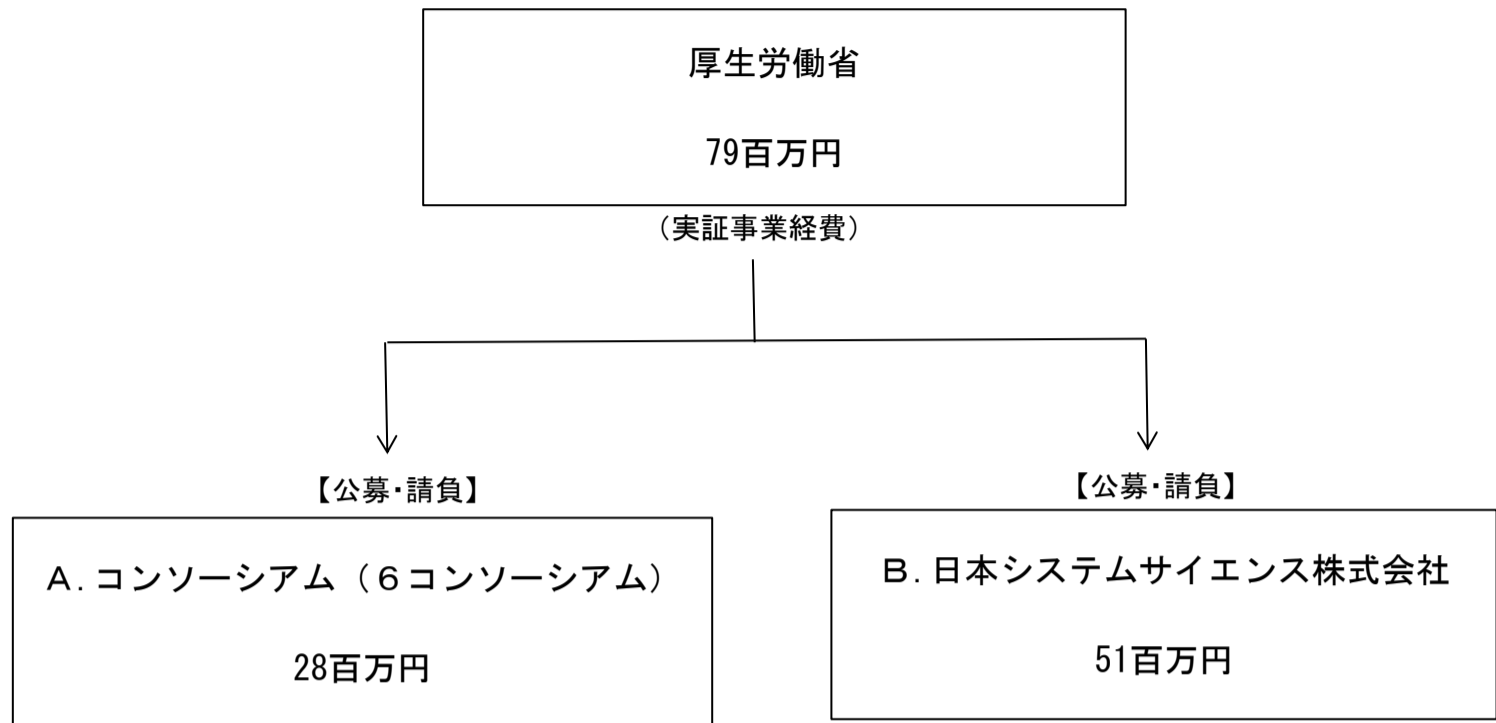 厚生労働省
79百万円
（実証事業経費）
【公募・請負】
A．コンソーシアム（６コンソーシアム）
28百万円
【公募・請負】
B．日本システムサイエンス株式会社
51百万円